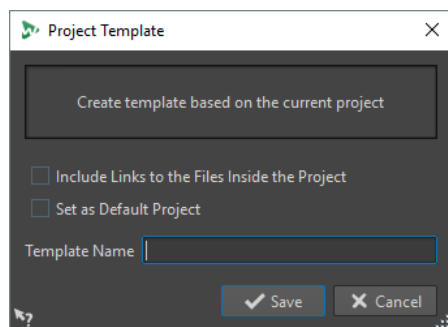 Project Template
Create template based on the current project
Include Links to the Files Inside the Project
Set as Default Project
Template Name
Save Cancel